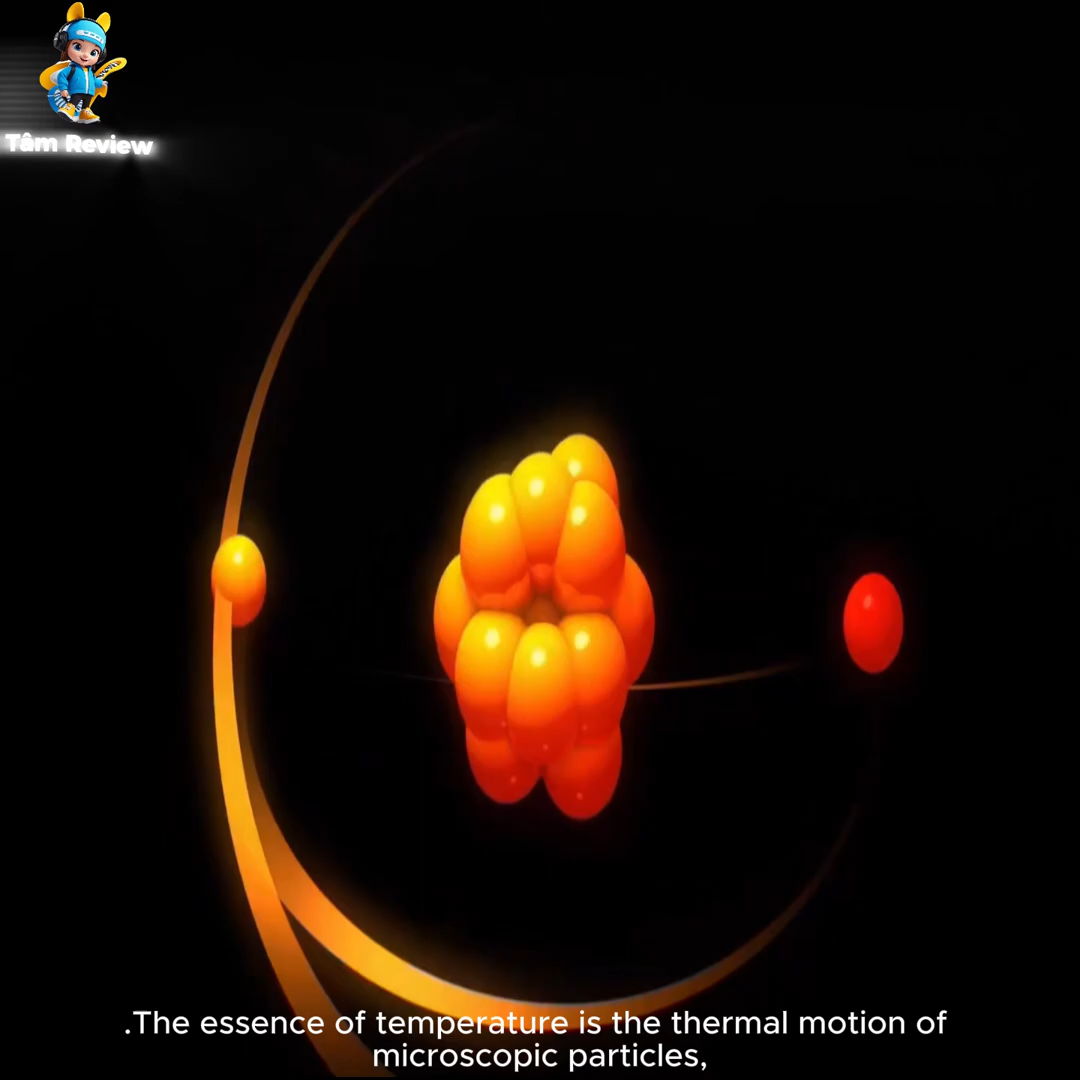 Tâm Review
.The essence of temperature is the thermal motion of
microscopic particles,